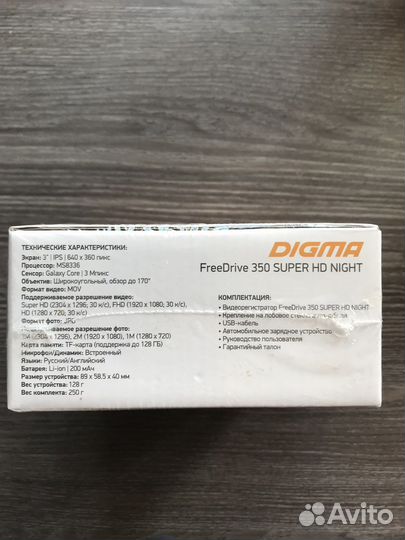 ТЕХНИЧЕСКИЕ ХАРАКТЕРИСТИКИ:
Экран: 3" | IPS | 640 x 360 пикс
Процессор: MS8336
Сенсор: Galaxy Core | 3 Мпикс
Объектив: Широкоугольный, обзор до 170°
Формат видео: MOV
Поддерживаемое разрешение видео:
Super HD (2304 x 1296; 30 к/с), FHD (1920 x 1080; 30 к/с),
HD (1280 x 720; 30 к/с)
Формат фото: JPG
разрешение фото:
(2304 x 1296), 2M (1920 x 1080), 1M (1280 x 720)
Карта памяти: TF-карта (поддержка до 128 ГБ)
Микрофон/Динамик: Встроенный
Языки: Русский/Английский
Батарея: Li-ion | 200 мАч
Размер устройства: 89 x 58.5 x 40 мм
Вес устройства: 128 г
Вес комплекта: 250 г
DIGMA
FreeDrive 350 SUPER HD NIGHT
КОМПЛЕКТАЦИЯ:
• Видеорегистратор FreeDrive 350 SUPER HD NIGHT
• Крепление на лобовое
• USB-кабель
• Автомобильное зарядное устройство
• Руководство пользователя
• Гарантийный талон
Avito